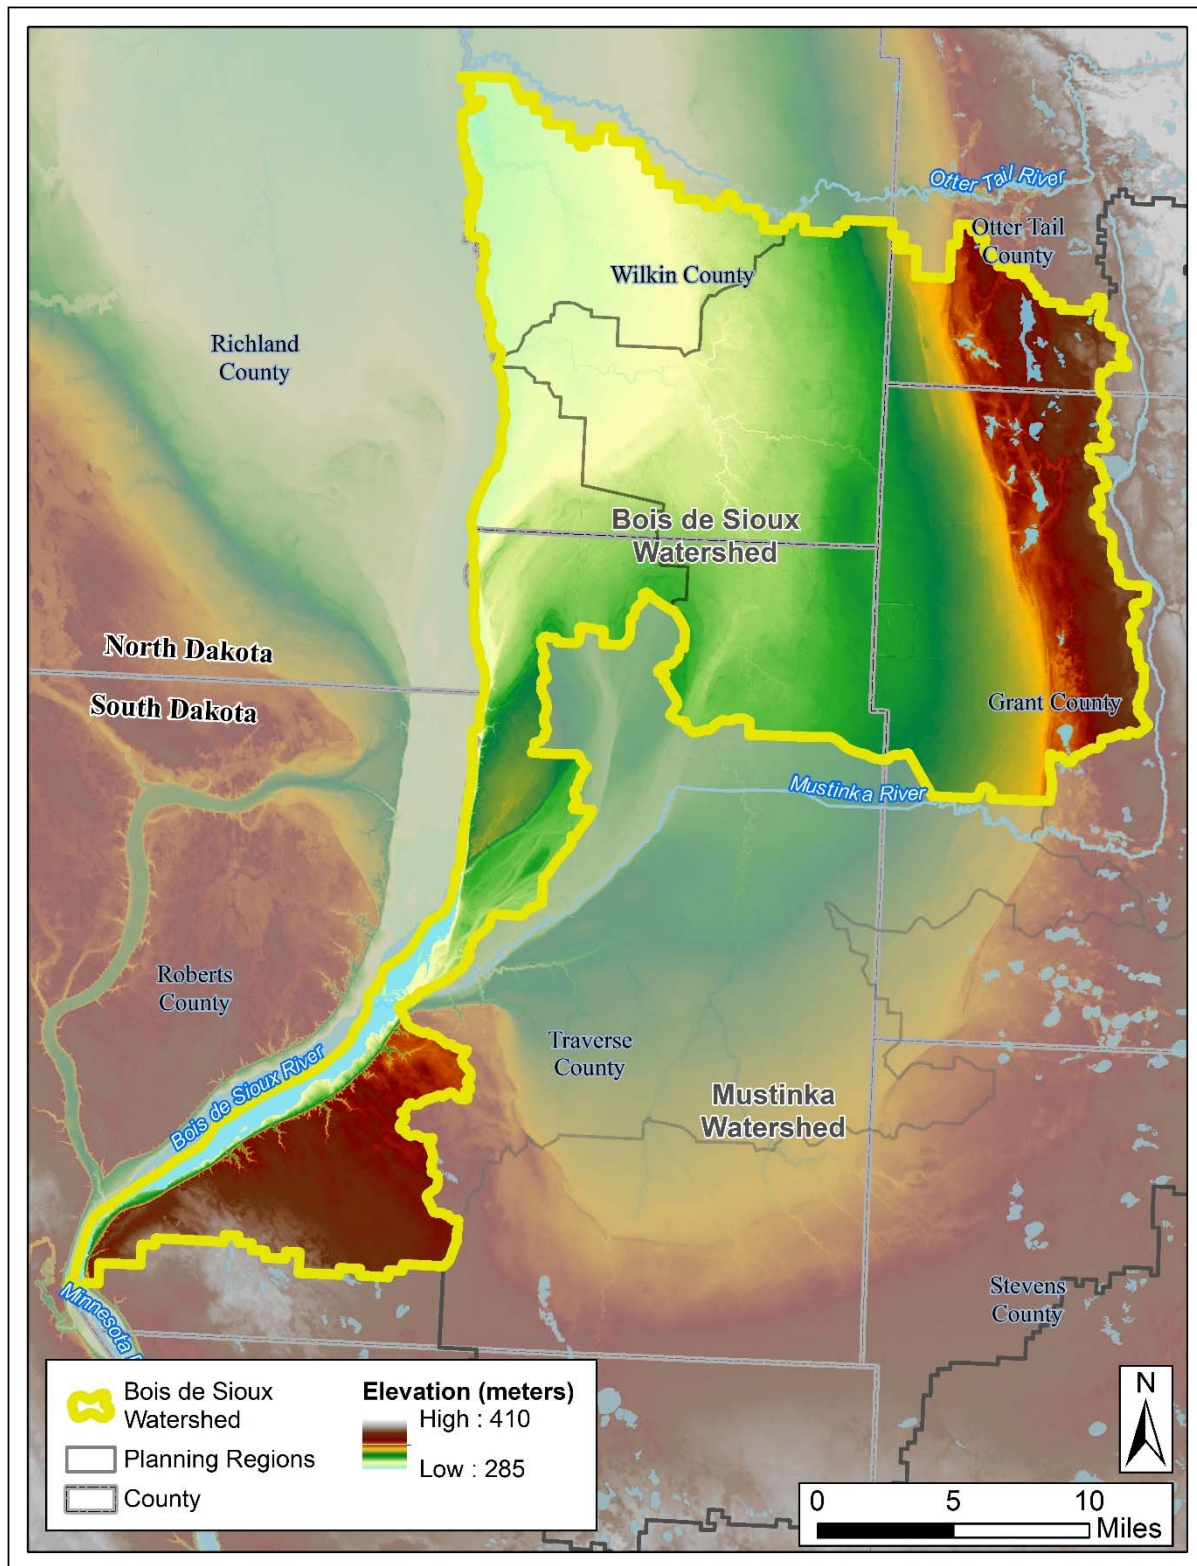 Otter Tail River
Otter Tail
County
Wilkin County
Richland
County
Bois de Sioux
Watershed
North Dakota
South Dakota
Grant County
Mustinka River
Roberts
County
Traverse
County
Bois de Sioux River
Mustinka
Watershed
Stevens
County
Minnesota
Bois de Sioux
Watershed
Planning Regions
County
Elevation (meters)
High : 410
Low : 285
N
0 5 10
Miles